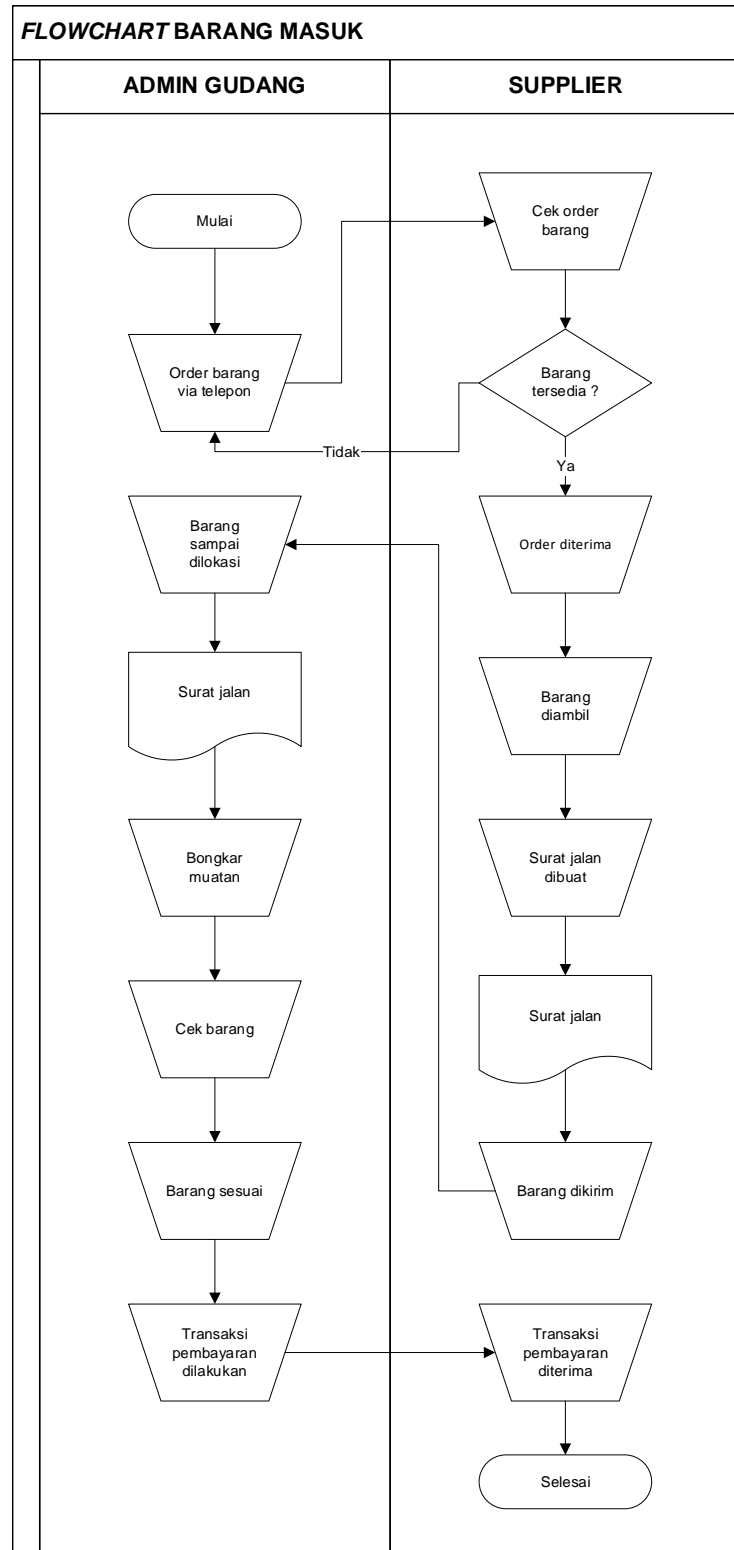 FLOWCHART BARANG MASUK
ADMIN GUDANG
SUPPLIER
Mulai
Order barang
via telepon
Cek order
barang
Barang
tersedia ?
Tidak
Ya
Order diterima
Barang
diambil
Surat jalan
dibuat
Surat jalan
Barang dikirim
Barang
sampai
dilokasi
Surat jalan
Bongkar
muatan
Cek barang
Barang sesuai
Transaksi
pembayaran
dilakukan
Transaksi
pembayaran
diterima
Selesai